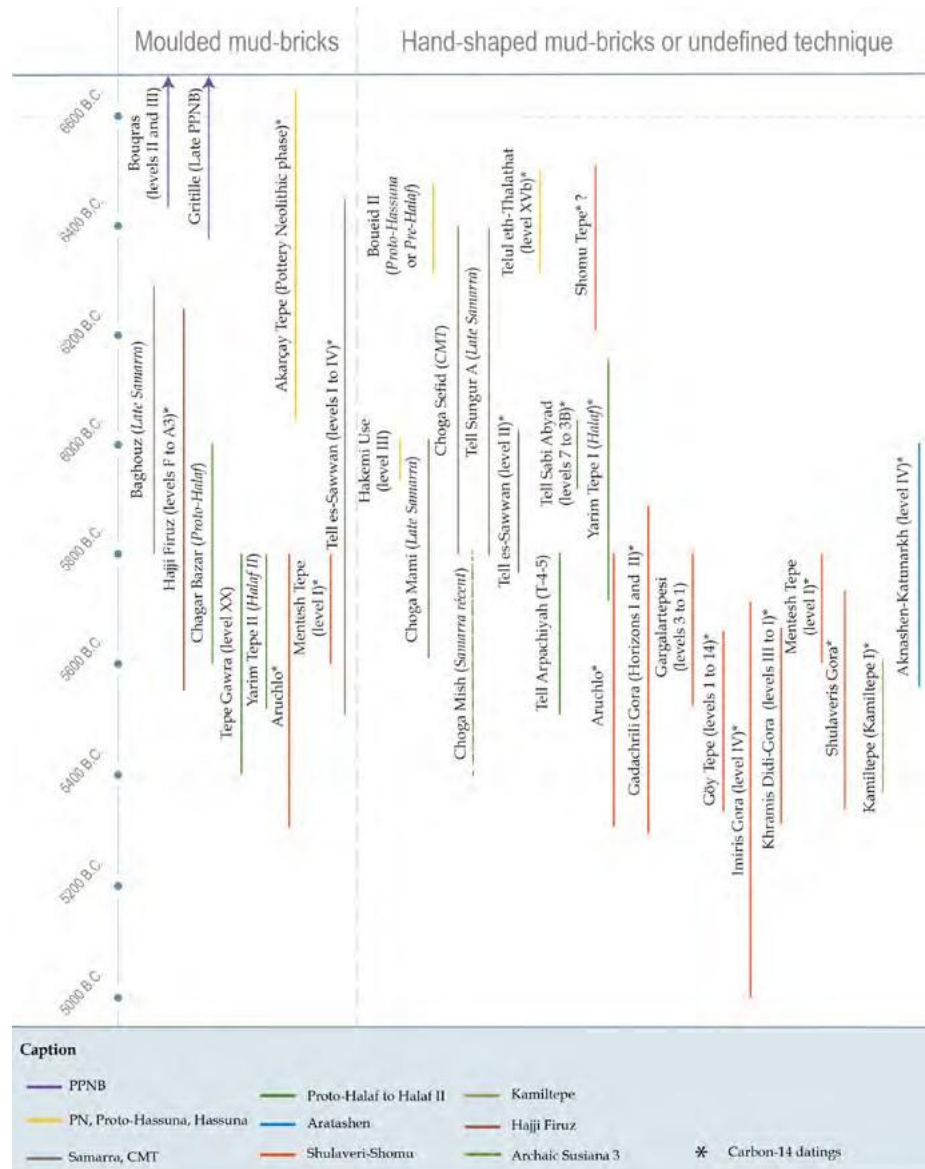 Moulded mud-bricks
Hand-shaped mud-bricks or undefined technique
6600 B.C.
6400 B.C.
6200 B.C.
6000 B.C.
5800 B.C.
5600 B.C.
5400 B.C.
5200 B.C.
5000 B.C.
Bouqras
(levels II and III)
Gritille (Late PPNB)
Akarçay Tepe (Pottery Neolithic phase)*
Baghouz (Late Samarra)
Hajji Firuz (levels F to A3)*
Chagar Bazar (Proto-Halaf)
Tepe Gawra (level XX)
Yarim Tepe II (Halaf II)
Aruchlo*
Mentesh Tepe
(level I)*
Tell es-Sawwan (levels I to IV)*
Boueid II
(Proto-Hassuna
or Pre-Halaf)
Hakemi Use
(level III)
Choga Mami (Late Samarra)
Choga Sefid (CMT)
Choga Mish (Samarra récent)
Tell Sungur A (Late Samarra)
Tell es-Sawwan (level II)*
Telul eth-Thalathat
(level XVb)*
Tell Arpachiyah (T-4-5)
Tell Sabi Abyad
(levels 7 to 3B)*
Shomu Tepe* ?
Yarim Tepe I (Halaf)*
Aruchlo*
Gadachrili Gora (Horizons I and II)*
Gargalartepesi
(levels 3 to 1)
Göy Tepe (levels 1 to 14)*
Imiris Gora (level IV)*
Khramis Didi-Gora (levels III to I)*
Mentesh Tepe
(level I)*
Shulaveris Gora*
Kamiltepe (Kamiltepe I)*
Aknashen-Katunarkh (level IV)*
Caption
PPNB
PN, Proto-Hassuna, Hassuna
Samarra, CMT
Proto-Halaf to Halaf II
Aratashen
Shulaveri-Shomu
Kamiltepe
Hajji Firuz
Archaic Susiana 3
* Carbon-14 datings